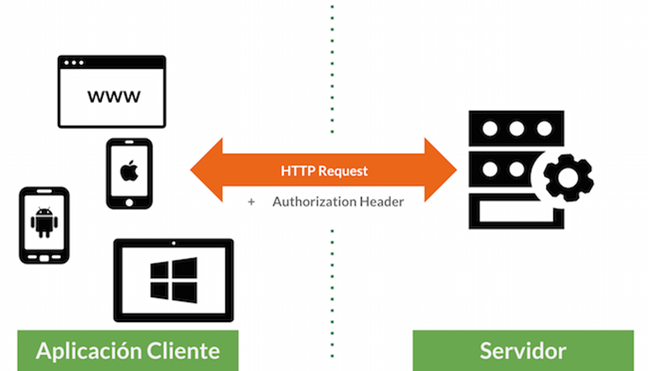 WWW
HTTP Request
+ Authorization Header
Aplicación Cliente
Servidor